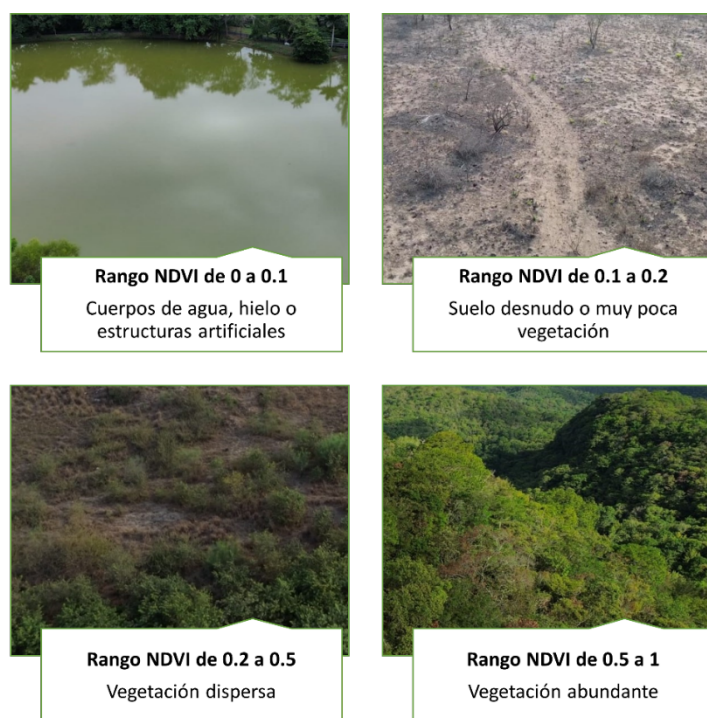 Rango NDVI de 0 a 0.1
Cuerpos de agua, hielo o
estructuras artificiales
Rango NDVI de 0.1 a 0.2
Suelo desnudo o muy poca
vegetación
Rango NDVI de 0.2 a 0.5
Vegetación dispersa
Rango NDVI de 0.5 a 1
Vegetación abundante